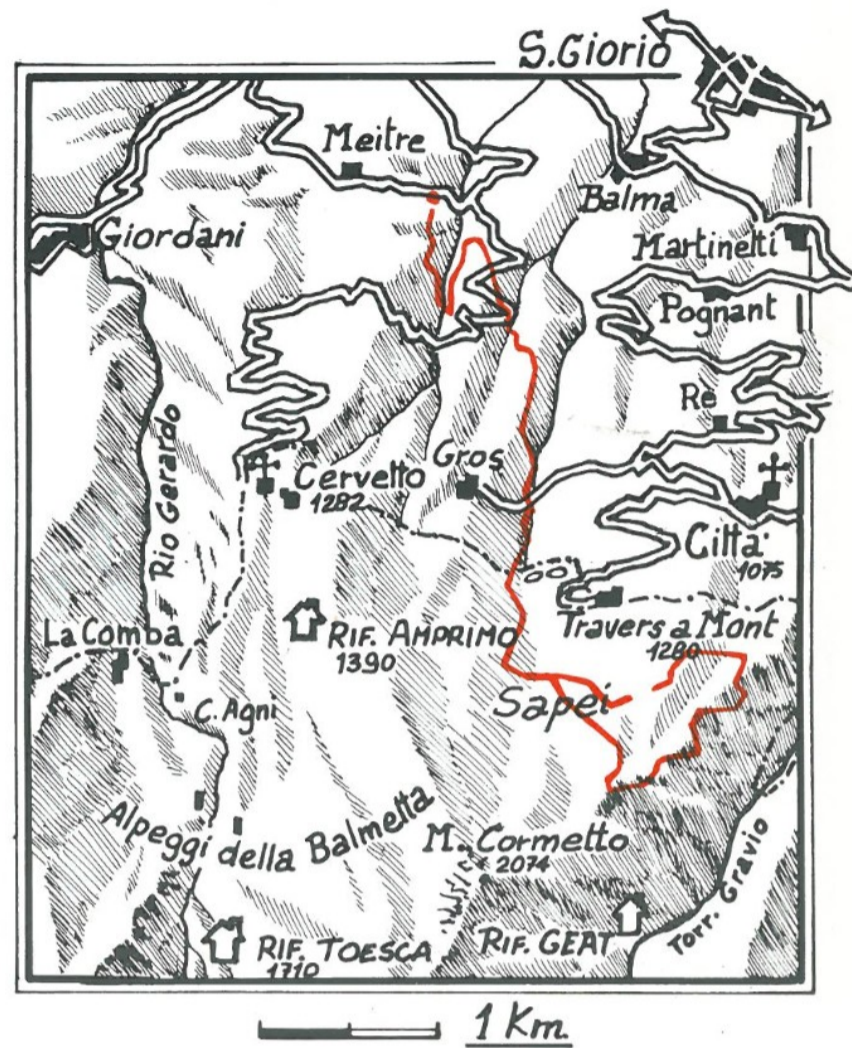 S. Giorio
Meitre
Balma
Giordani
Martinetti
Pognant
Rio Gerardo
Re
Cervetto
1282
Gros
Città
1075
La Comba
RIF. AMPRIMO
1390
Travers a Mont
1280
C. Agni
Sapei
Alpeggi della Balmetta
M. Cormetto
2074
RIF. TOESCA
1710
RIF. GEAT
Torr. Gravio
1 Km.